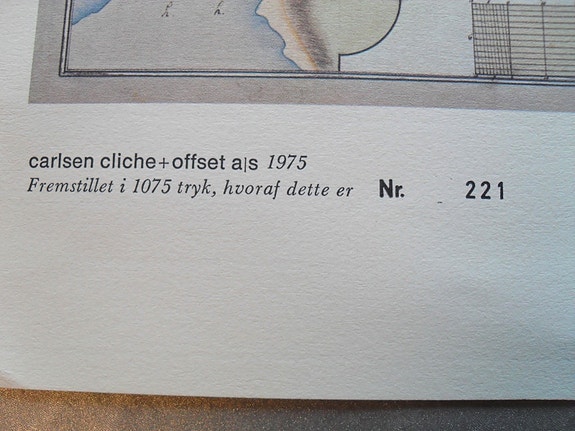 h. h.
carlsen cliche+offset a|s 1975
Fremstillet i 1075 tryk, hvoraf dette er Nr. 221